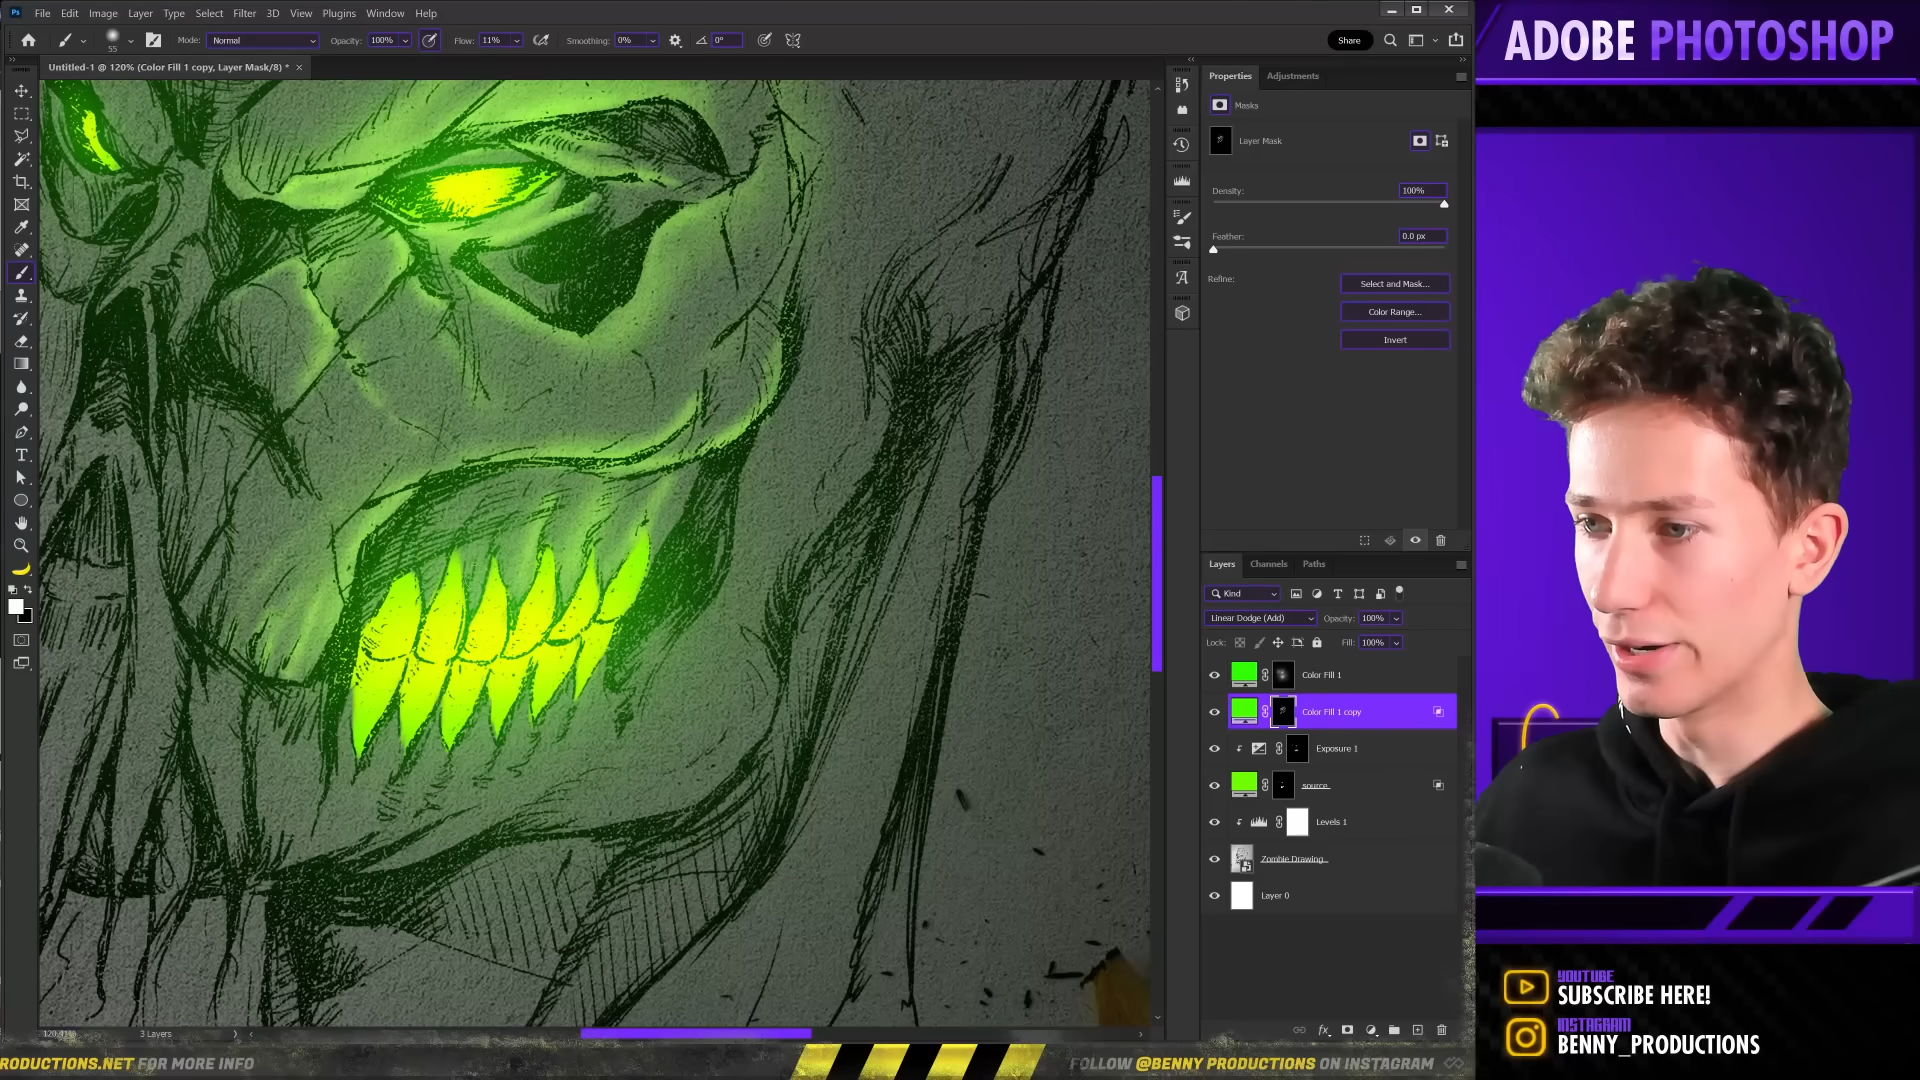 Ps File Edit Image Layer Type Select Filter 3D View Plugins Window Help
55 Mode: Normal Opacity: 100% Flow: 11% Smoothing: 0% 0° Share
Untitled-1 @ 120% (Color Fill 1 copy, Layer Mask/8) *
ADOBE PHOTOSHOP
Properties Adjustments
Masks
Layer Mask
Density: 100%
Feather: 0.0 px
Refine: Select and Mask...
Color Range...
Invert
Layers Channels Paths
Kind
Linear Dodge (Add) Opacity: 100%
Lock: Fill: 100%
Color Fill 1
Color Fill 1 copy
Exposure 1
source
Levels 1
Zombie Drawing
Layer 0
3 Layers
YOUTUBE
SUBSCRIBE HERE!
INSTAGRAM
BENNY_PRODUCTIONS
RODUCTIONS.NET FOR MORE INFO
FOLLOW @BENNY PRODUCTIONS ON INSTAGRAM